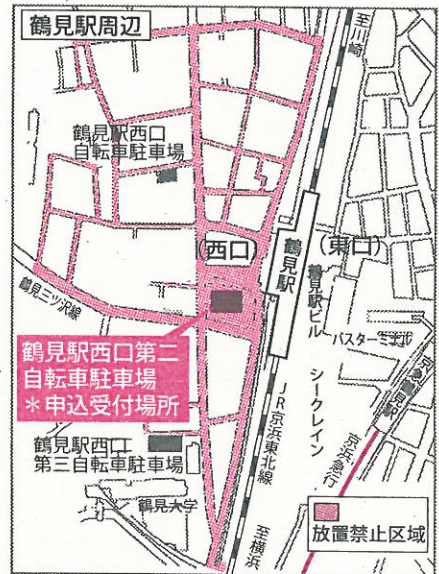 鶴見駅周辺
至川崎
鶴見駅西口
自転車駐車場
(西口)
鶴見駅
(東口)
鶴見駅ビル
鶴見三ツ沢線
バスターミナル
鶴見駅西口第二
自転車駐車場
*申込受付場所
シークレイン
京急鶴見駅
JR京浜東北線
京浜急行
鶴見駅西口
第三自転車駐車場
鶴見大学
至横浜
放置禁止区域